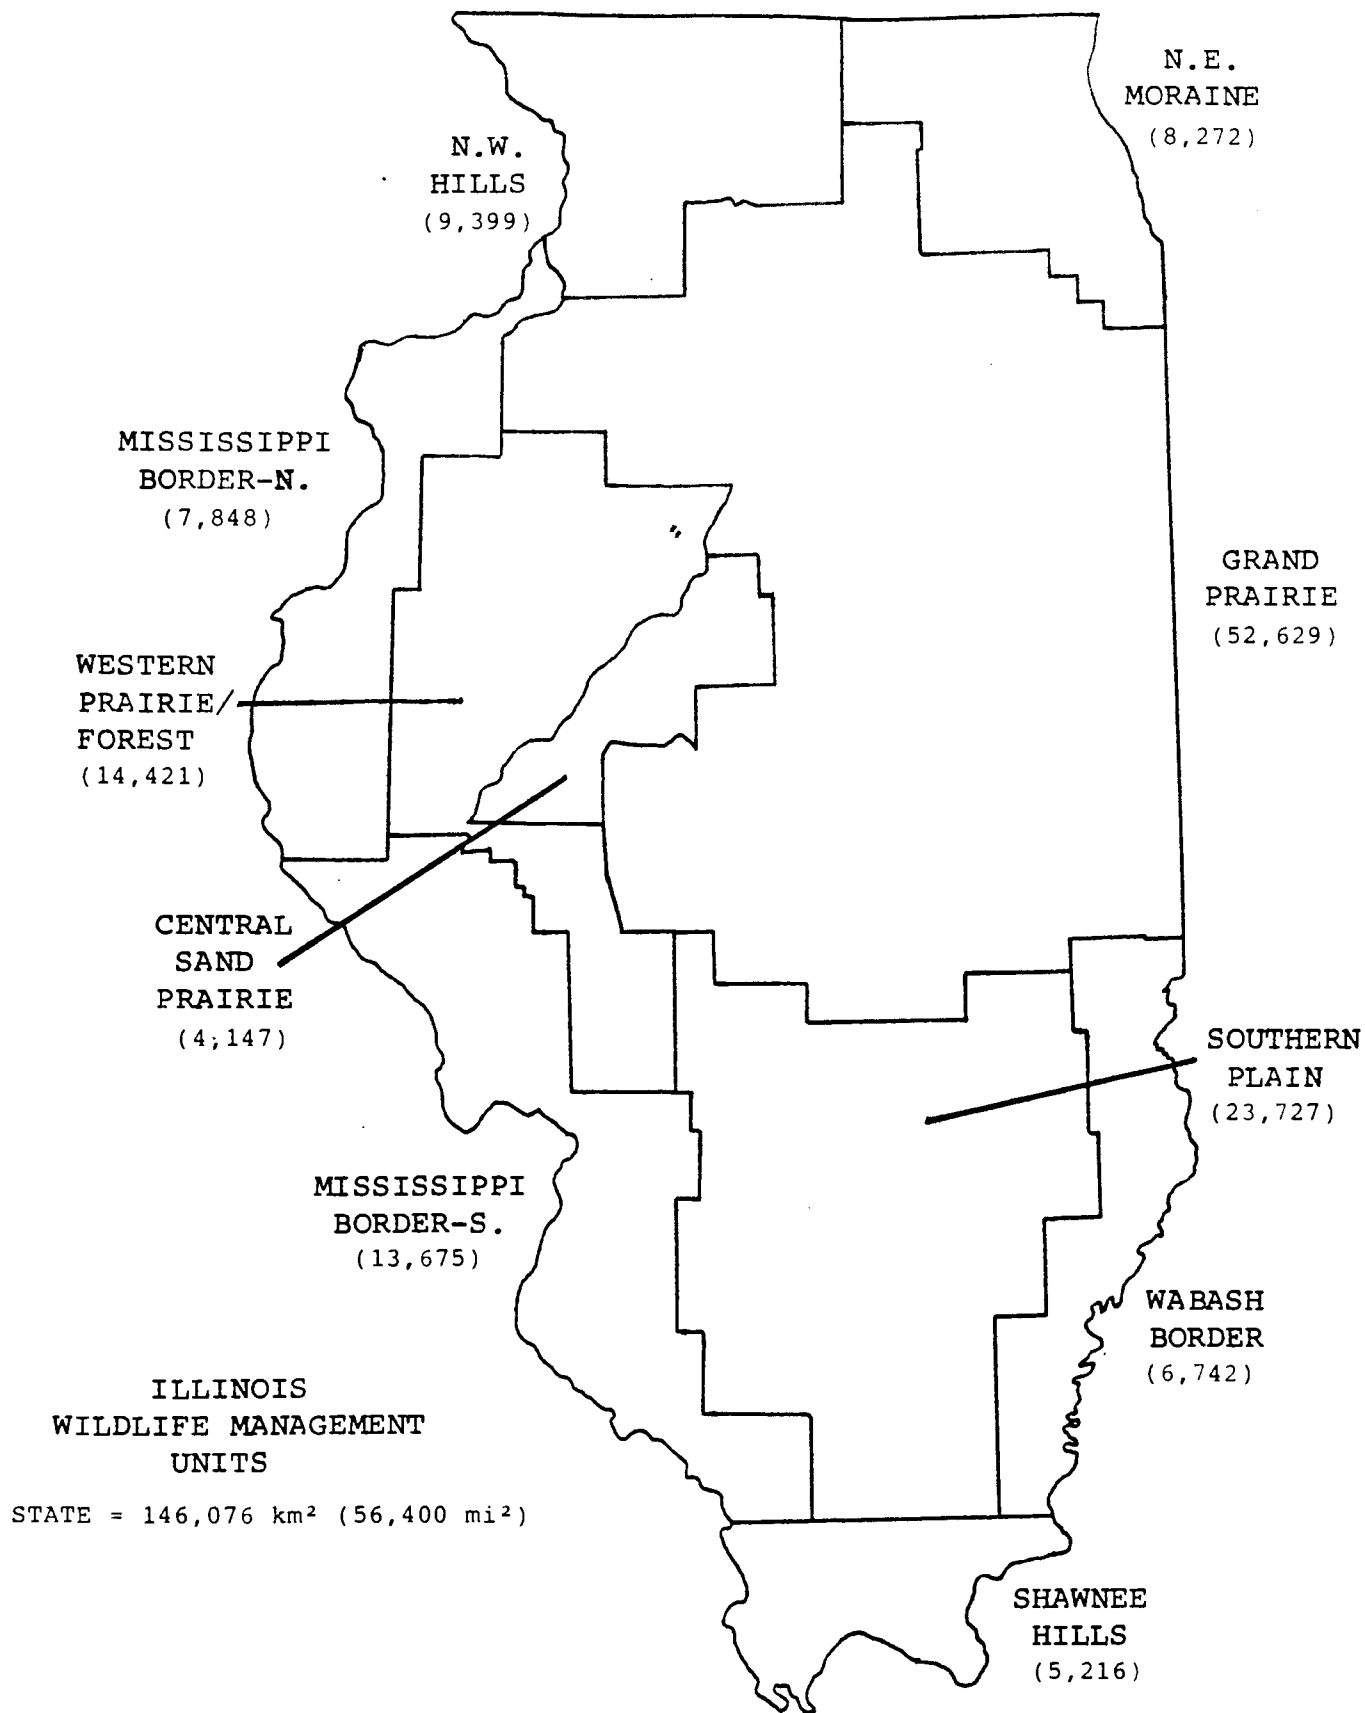 N.E.
MORAINE
(8,272)
N.W.
HILLS
(9,399)
MISSISSIPPI
BORDER-N.
(7,848)
GRAND
PRAIRIE
(52,629)
WESTERN
PRAIRIE/
FOREST
(14,421)
CENTRAL
SAND
PRAIRIE
(4;147)
SOUTHERN
PLAIN
(23,727)
MISSISSIPPI
BORDER-S.
(13,675)
WABASH
BORDER
(6,742)
ILLINOIS
WILDLIFE MANAGEMENT
UNITS
STATE = 146,076 km² (56,400 mi²)
SHAWNEE
HILLS
(5,216)